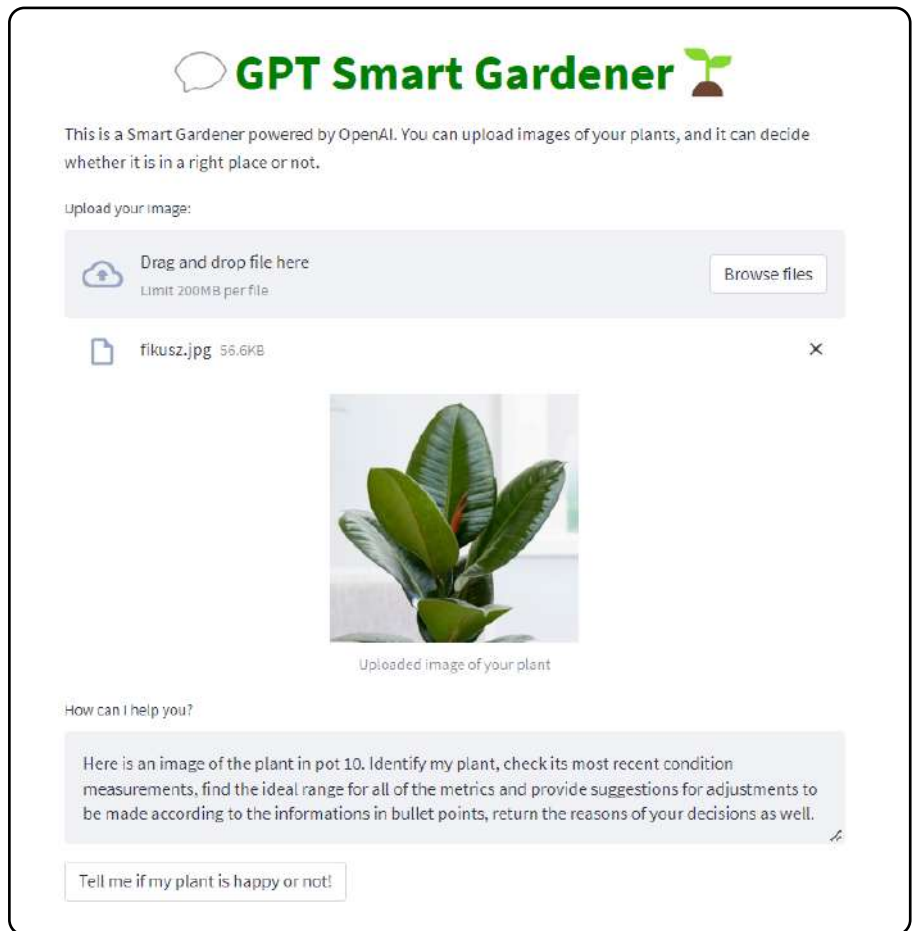 GPT Smart Gardener
This is a Smart Gardener powered by OpenAI. You can upload images of your plants, and it can decide
whether it is in a right place or not.
Upload your image:
Drag and drop file here
Limit 200MB per file
Browse files
fikusz.jpg 56.6KB
Uploaded image of your plant
How can I help you?
Here is an image of the plant in pot 10. Identify my plant, check its most recent condition
measurements, find the ideal range for all of the metrics and provide suggestions for adjustments to
be made according to the informations in bullet points, return the reasons of your decisions as well.
Tell me if my plant is happy or not!